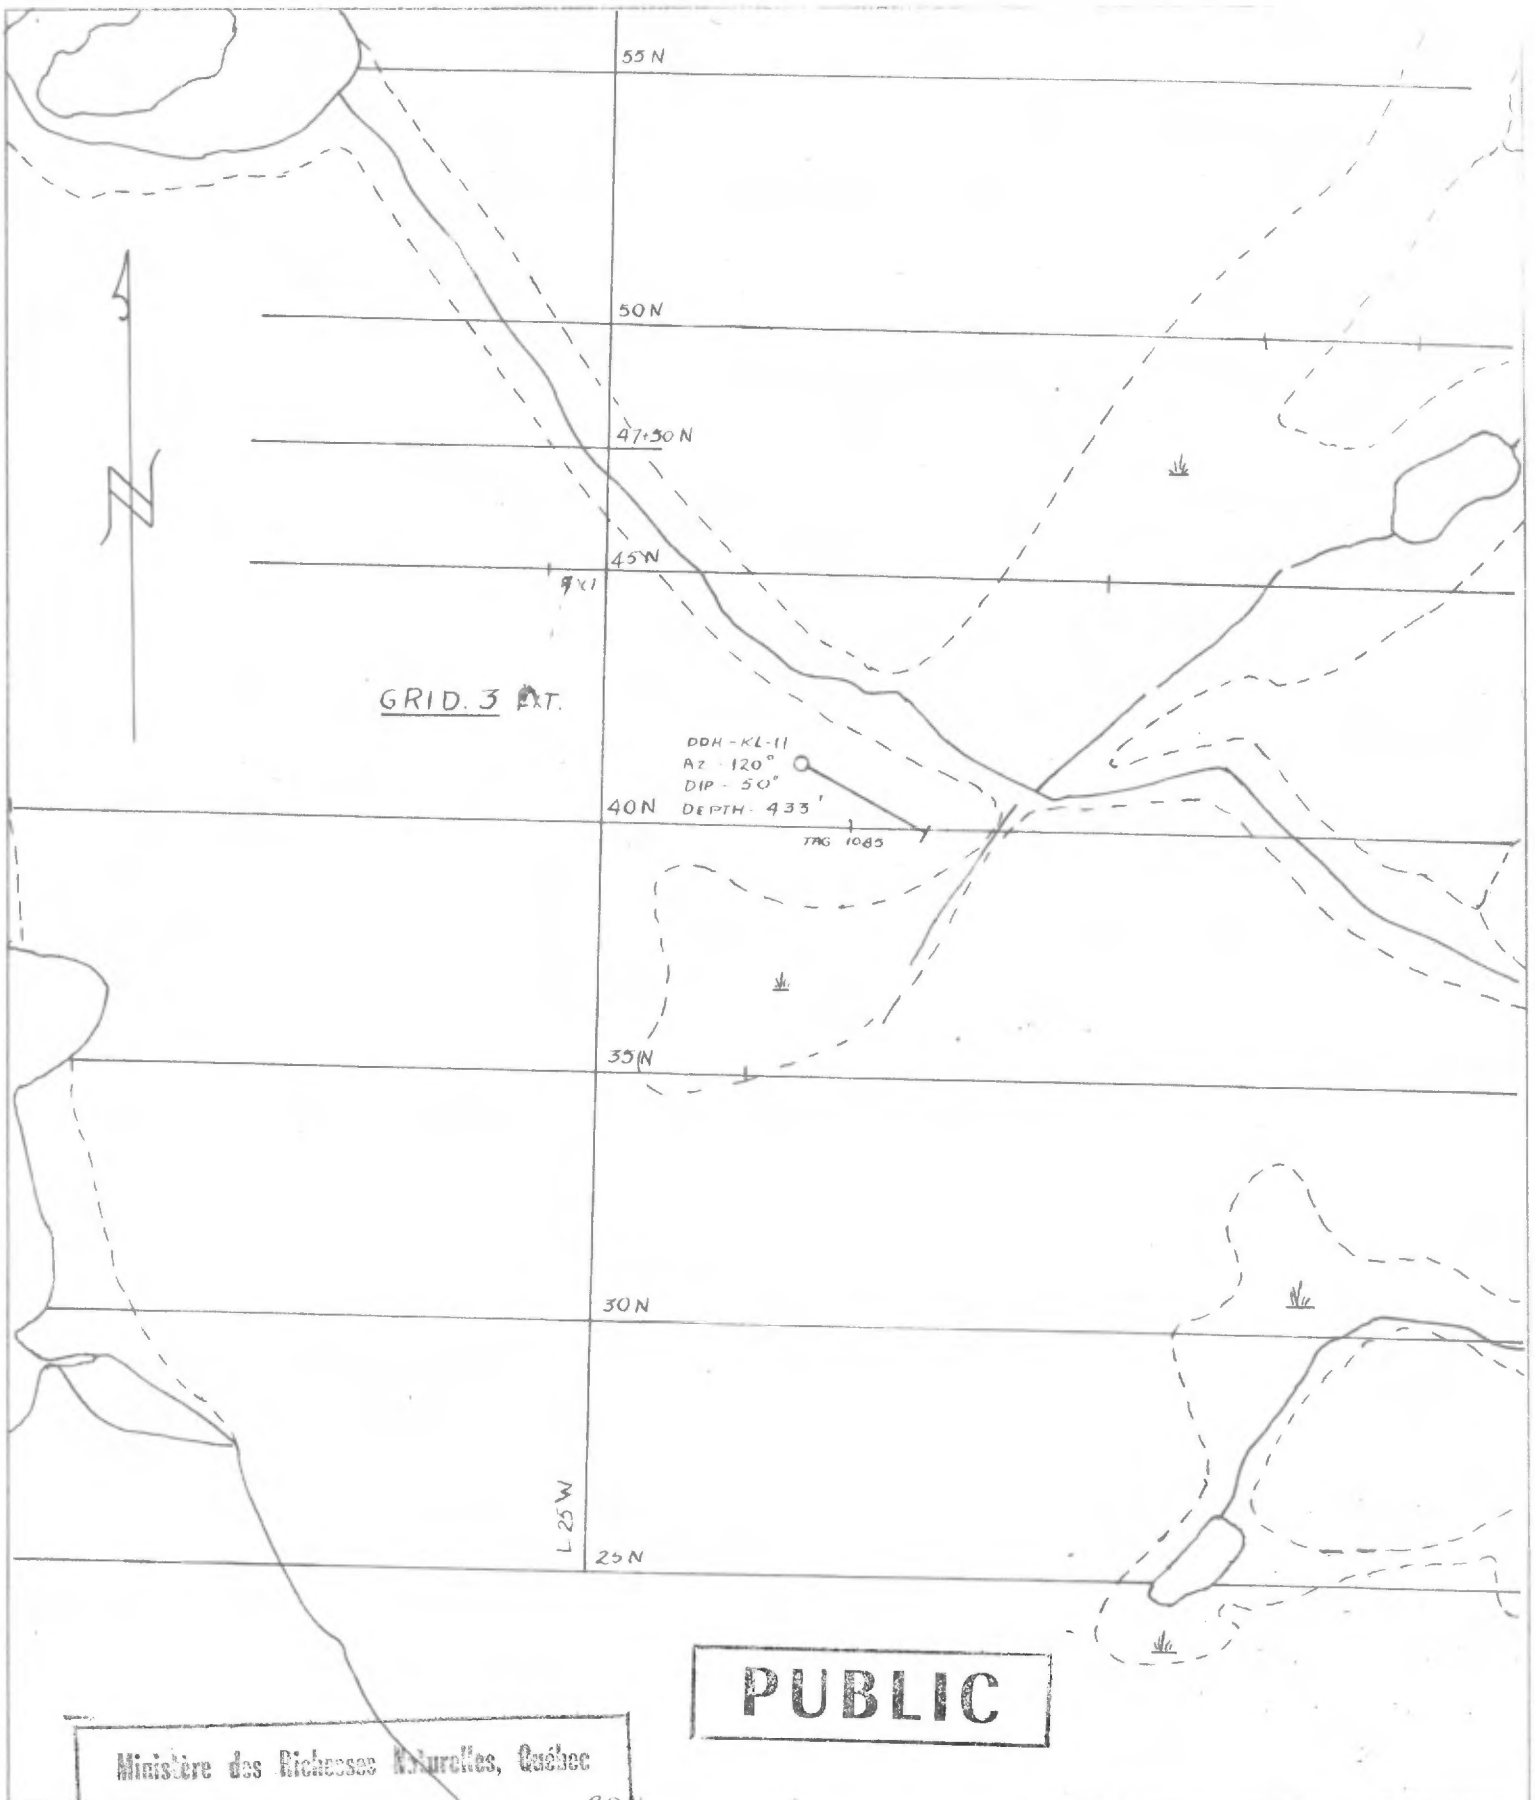 55 N
50 N
47+50 N
45 N
N
GRID. 3 EXT.
DDH-KL-11
AZ - 120°
DIP - 50°
DEPTH - 433'
40 N
TAG 1085
35 N
30 N
L 25 W
25 N
PUBLIC
Ministère des Richesses Naturelles, Québec